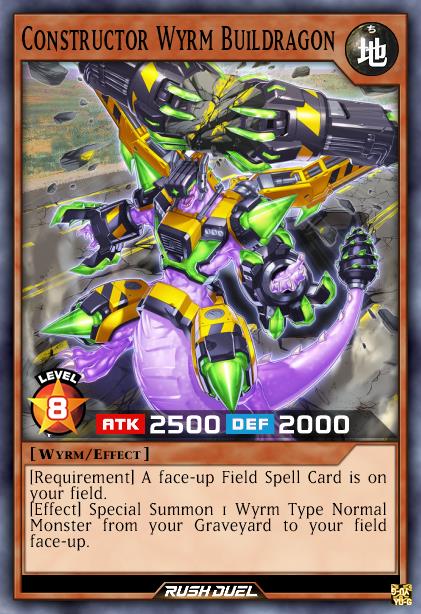 Constructor Wyrm Buildragon
ち
地
LEVEL
8
ATK 2500 DEF 2000
[Wyrm/Effect]
[Requirement] A face-up Field Spell Card is on
your field.
[Effect] Special Summon 1 Wyrm Type Normal
Monster from your Graveyard to your field
face-up.
RUSH DUEL